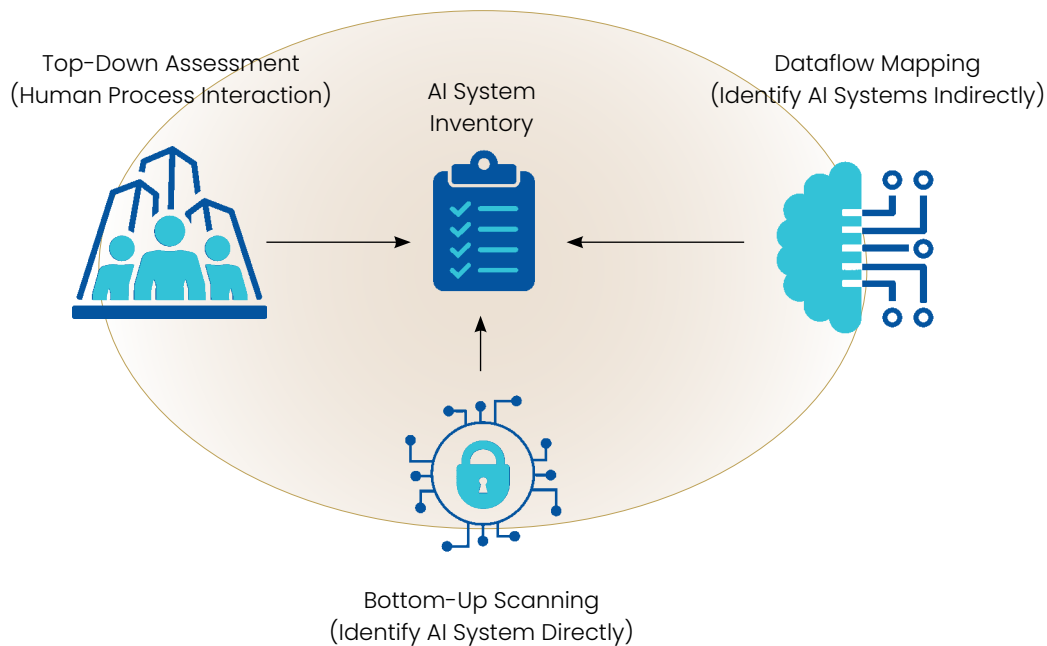 Top-Down Assessment
(Human Process Interaction)
AI System
Inventory
Dataflow Mapping
(Identify AI Systems Indirectly)
Bottom-Up Scanning
(Identify AI System Directly)